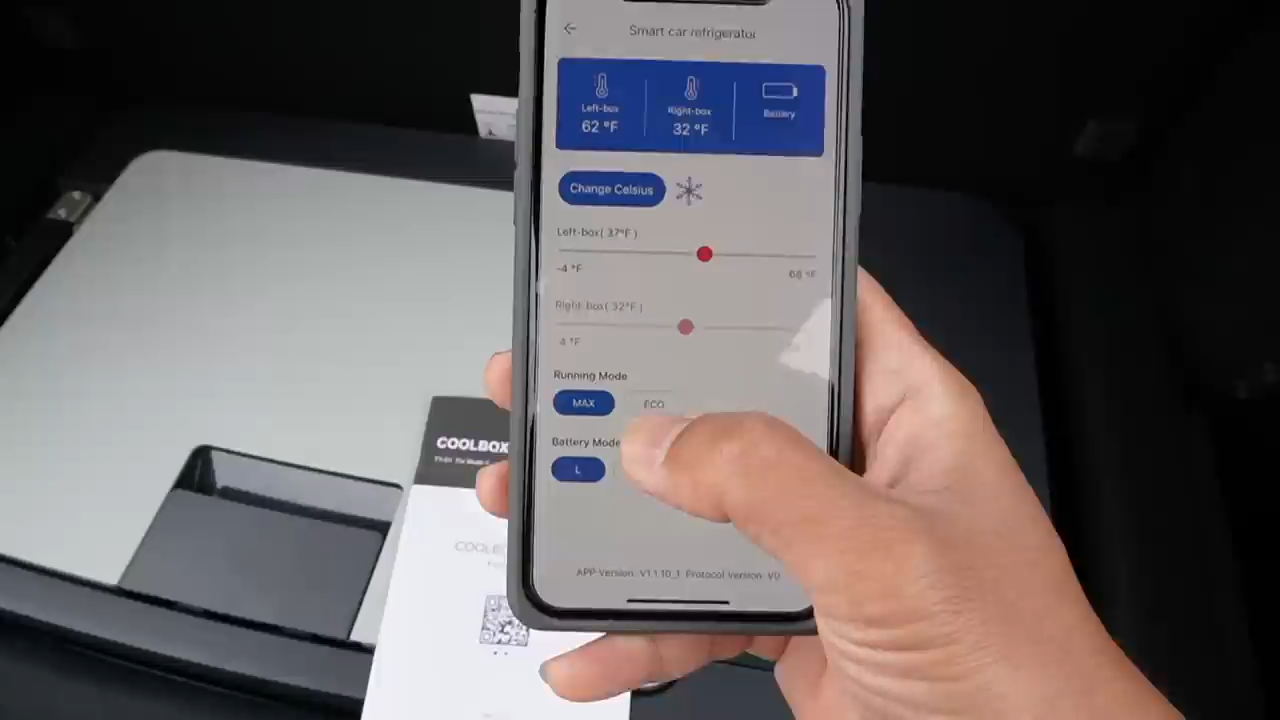 Smart car refrigerator
Left-box
Right-box
Battery
62 °F
32 °F
Change Celsius
Left-box( 37°F )
-4 °F
68 °F
Right-box( 32°F )
-4 °F
Running Mode
MAX
ECO
COOLBOX
Battery Mode
L
APP Version: V1.1.10_1 Protocol Version: V0